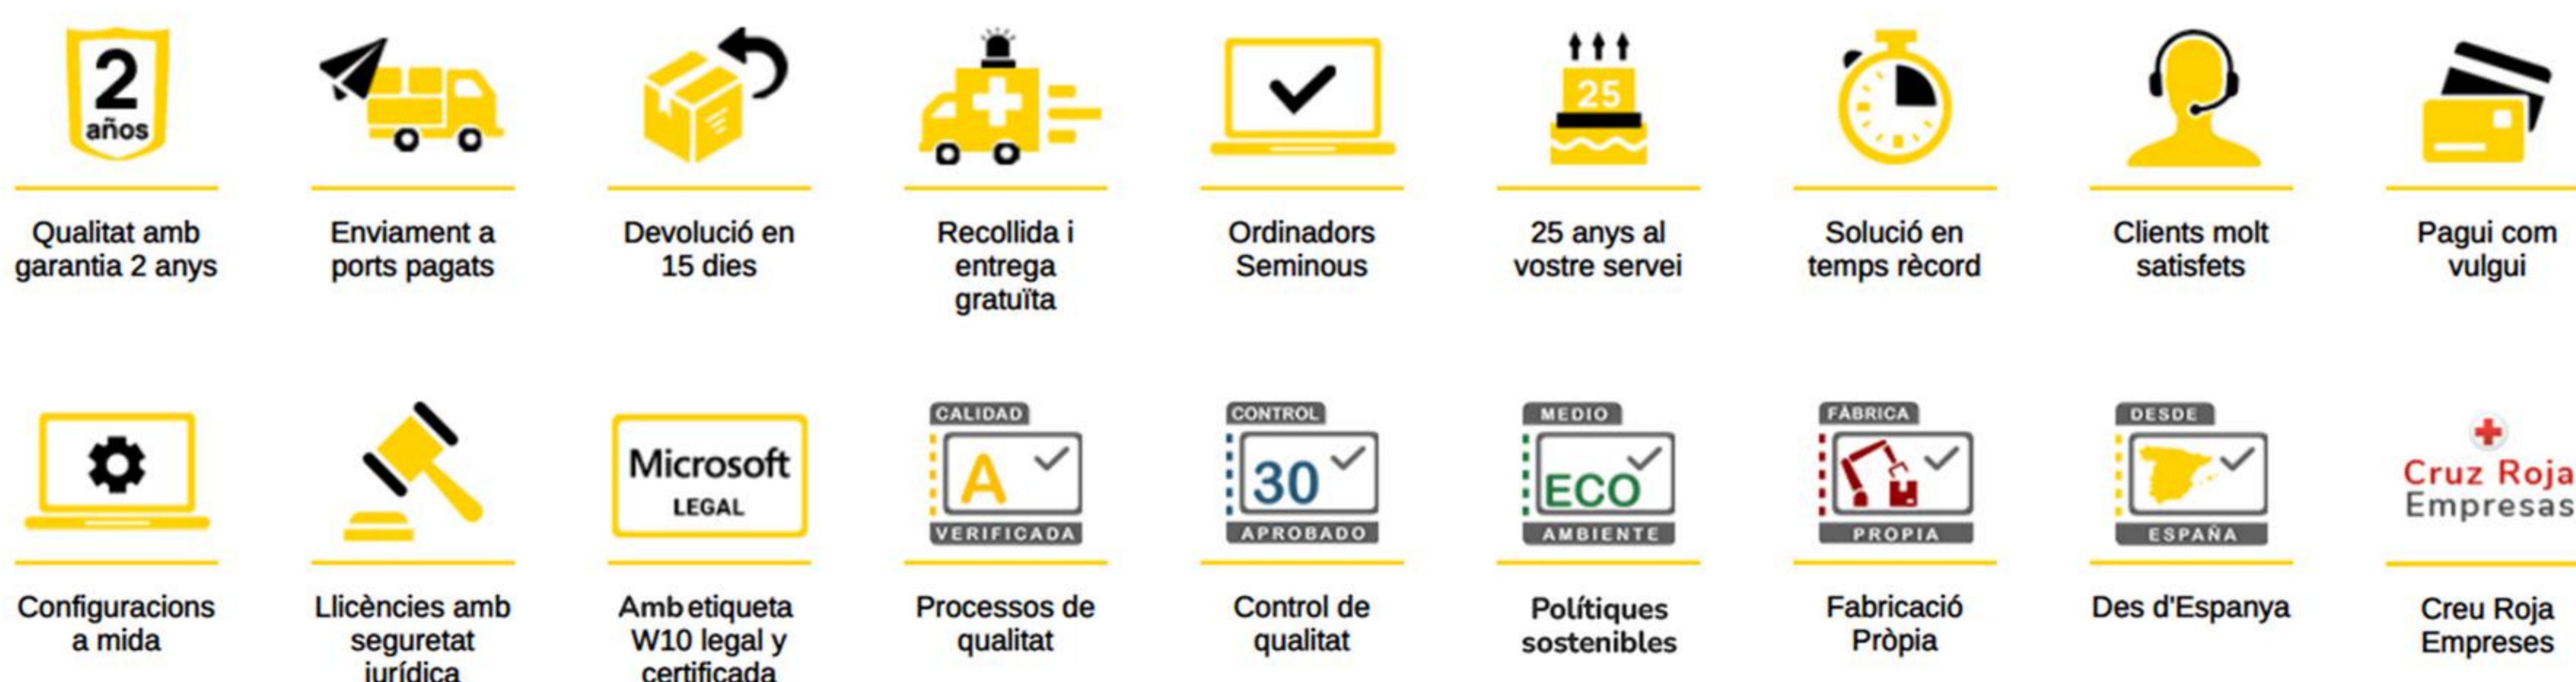 2
años
Qualitat amb
garantia 2 anys
Enviament a
ports pagats
Devolució en
15 dies
Recollida i
entrega
gratuïta
Ordinadors
Seminous
25
25 anys al
vostre servei
Solució en
temps rècord
Clients molt
satisfets
Pagui com
vulgui
Configuracions
a mida
Llicències amb
seguretat
jurídica
Microsoft
LEGAL
Amb etiqueta
W10 legal y
certificada
CALIDAD
A
VERIFICADA
Processos de
qualitat
CONTROL
30
APROBADO
Control de
qualitat
MEDIO
ECO
AMBIENTE
Polítiques
sostenibles
FÁBRICA
PROPIA
Fabricació
Pròpia
DESDE
ESPAÑA
Des d'Espanya
Cruz Roja
Empresas
Creu Roja
Empreses